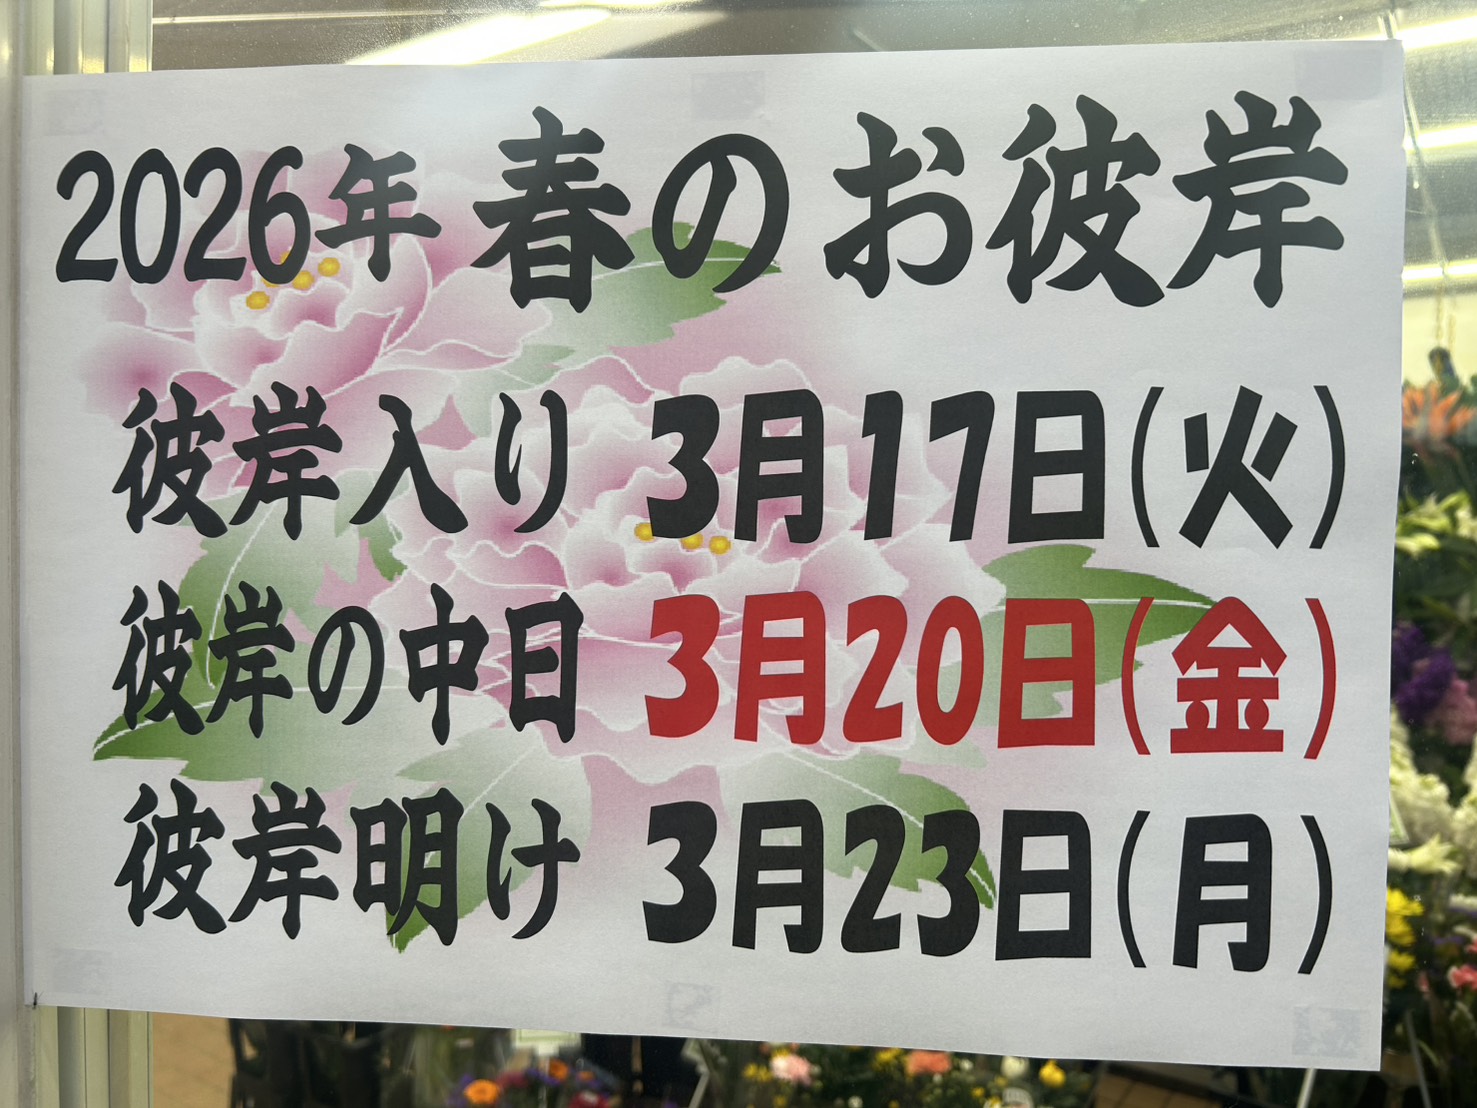 2026年 春のお彼岸
彼岸入り 3月17日(火)
彼岸の中日 3月20日(金)
彼岸明け 3月23日(月)